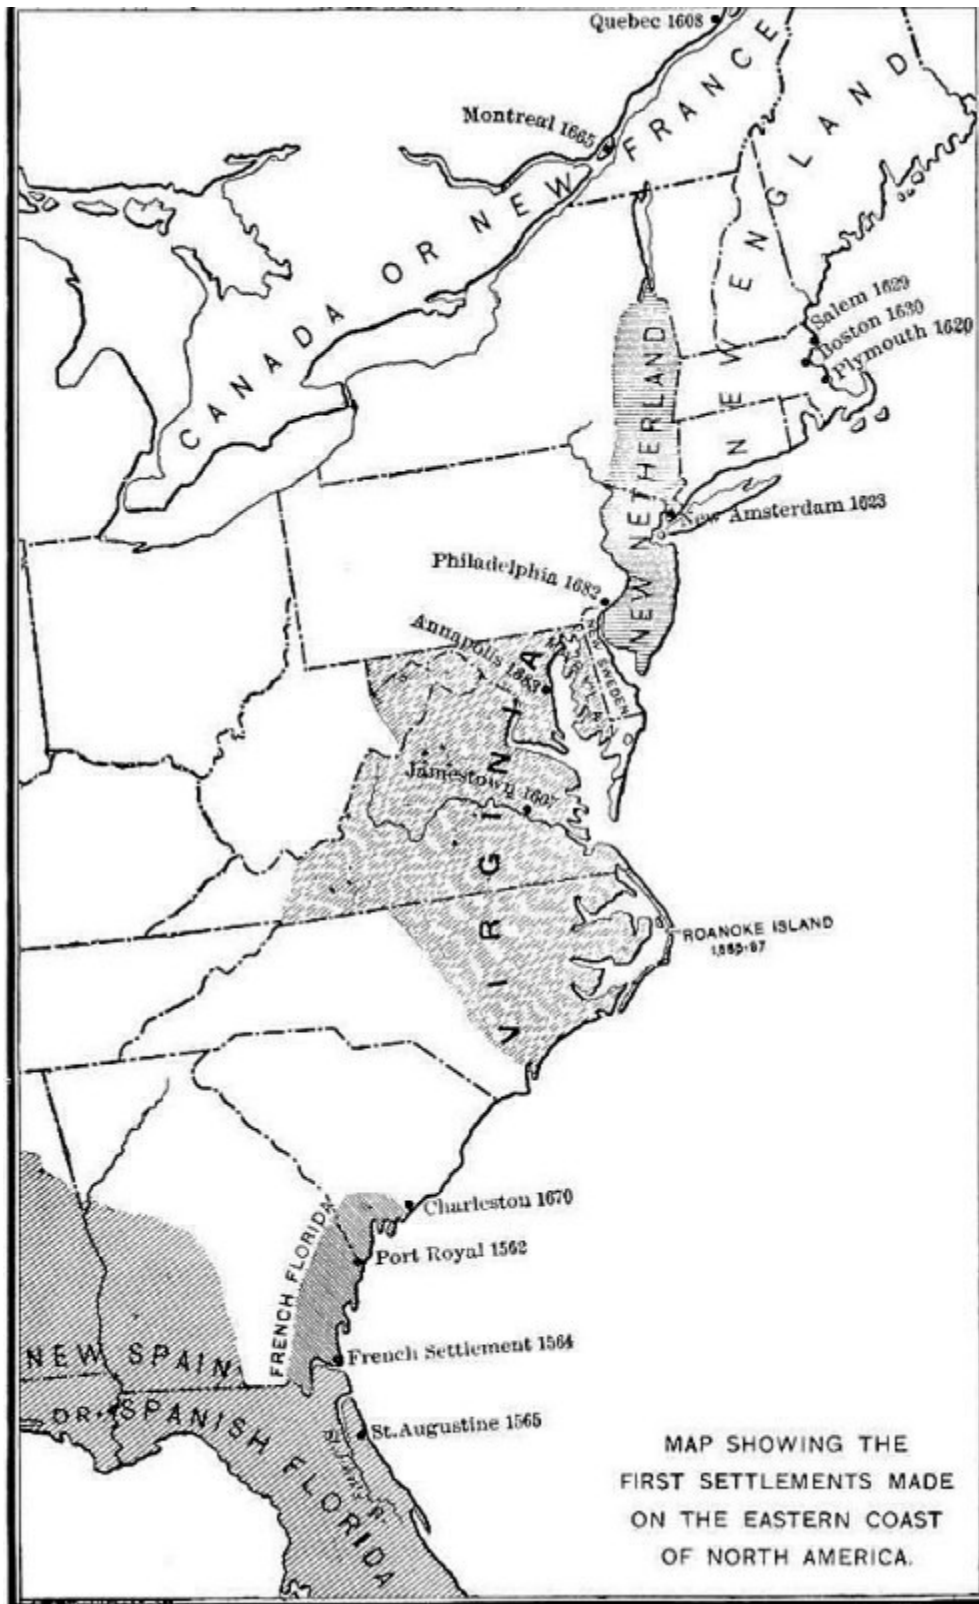 Quebec 1608
Montreal 1665
CANADA OR NEW FRANCE
NEW ENGLAND
Salem 1629
Boston 1630
Plymouth 1620
NEW NETHERLAND
New Amsterdam 1623
Philadelphia 1682
Annapolis 1683
NEW SWEDEN
VIRGINIA
Jamestown 1607
ROANOKE ISLAND
1585-87
Charleston 1670
FRENCH FLORIDA
Port Royal 1562
French Settlement 1564
NEW SPAIN
OR SPANISH FLORIDA
St. Augustine 1565
MAP SHOWING THE
FIRST SETTLEMENTS MADE
ON THE EASTERN COAST
OF NORTH AMERICA.